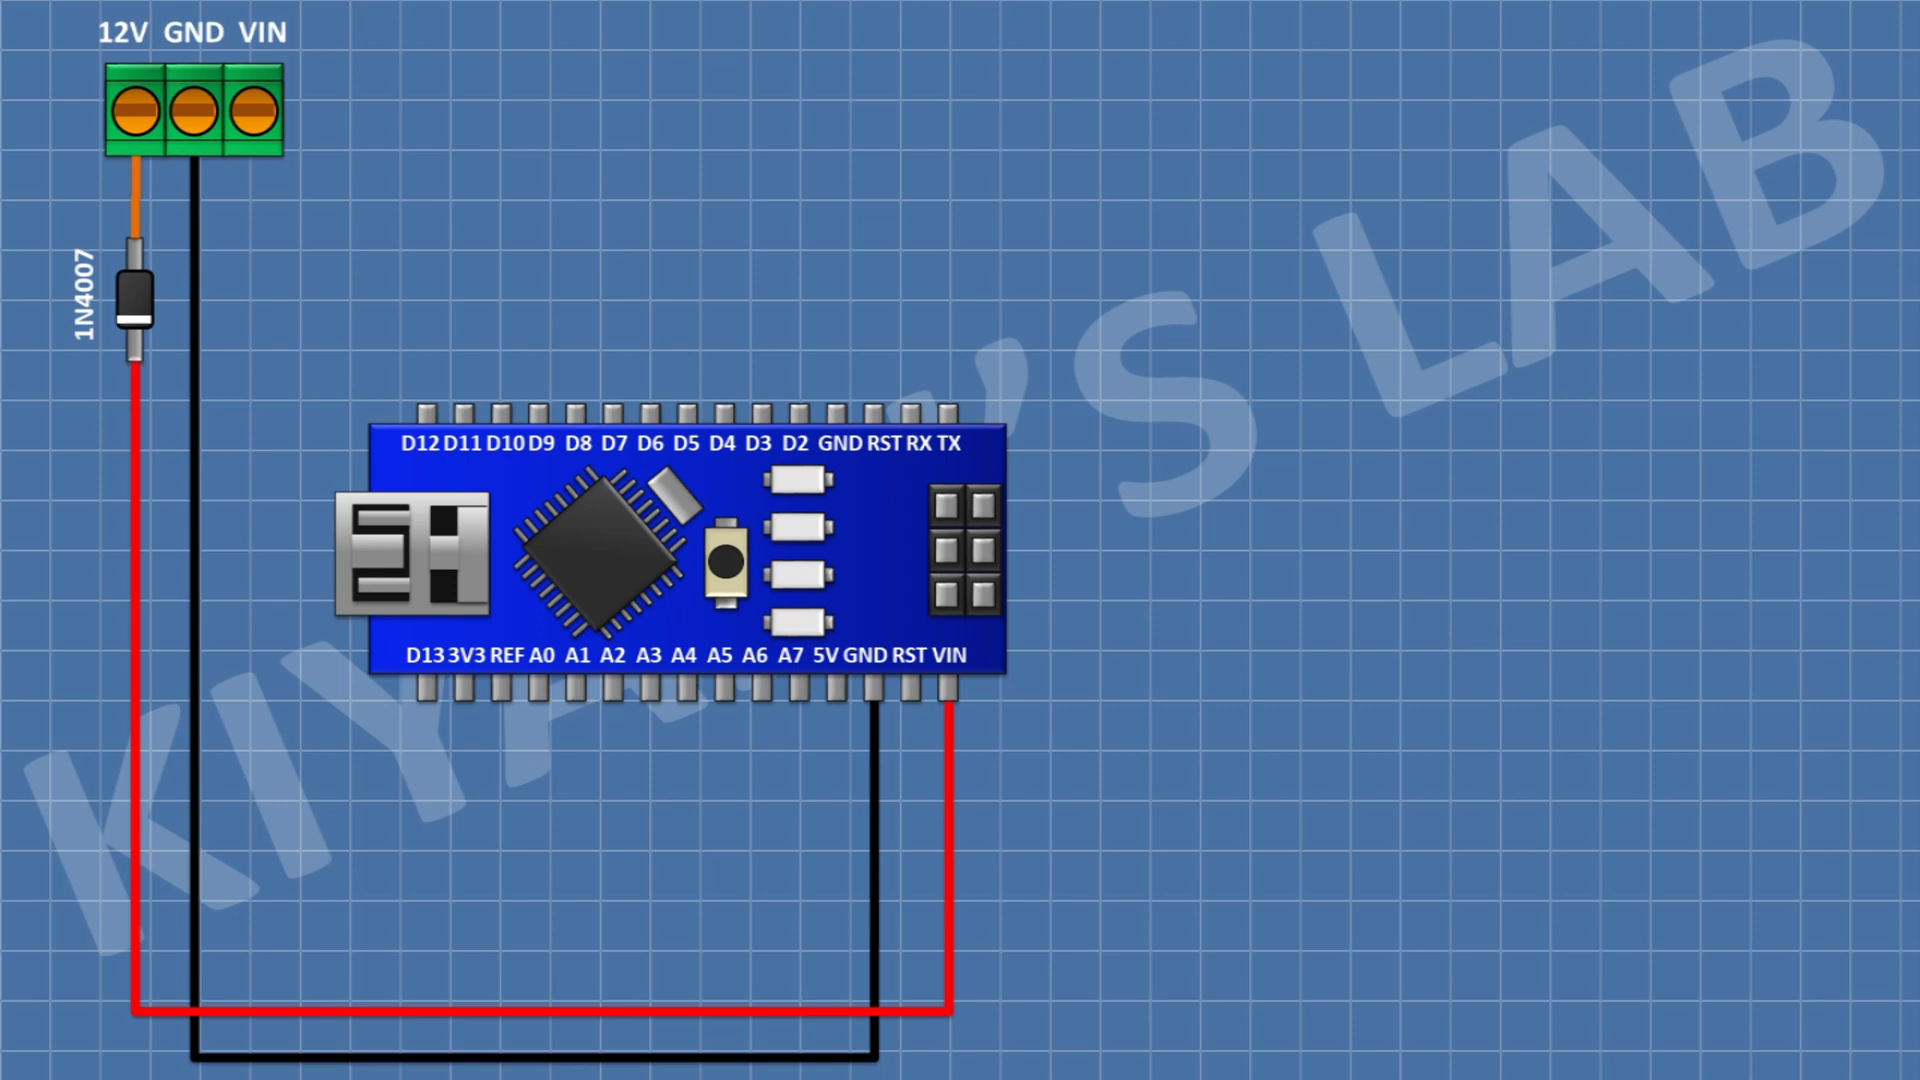 12V GND VIN
1N4007
D12 D11 D10 D9 D8 D7 D6 D5 D4 D3 D2 GND RST RX TX
D13 3V3 REF A0 A1 A2 A3 A4 A5 A6 A7 5V GND RST VIN
'S LAB